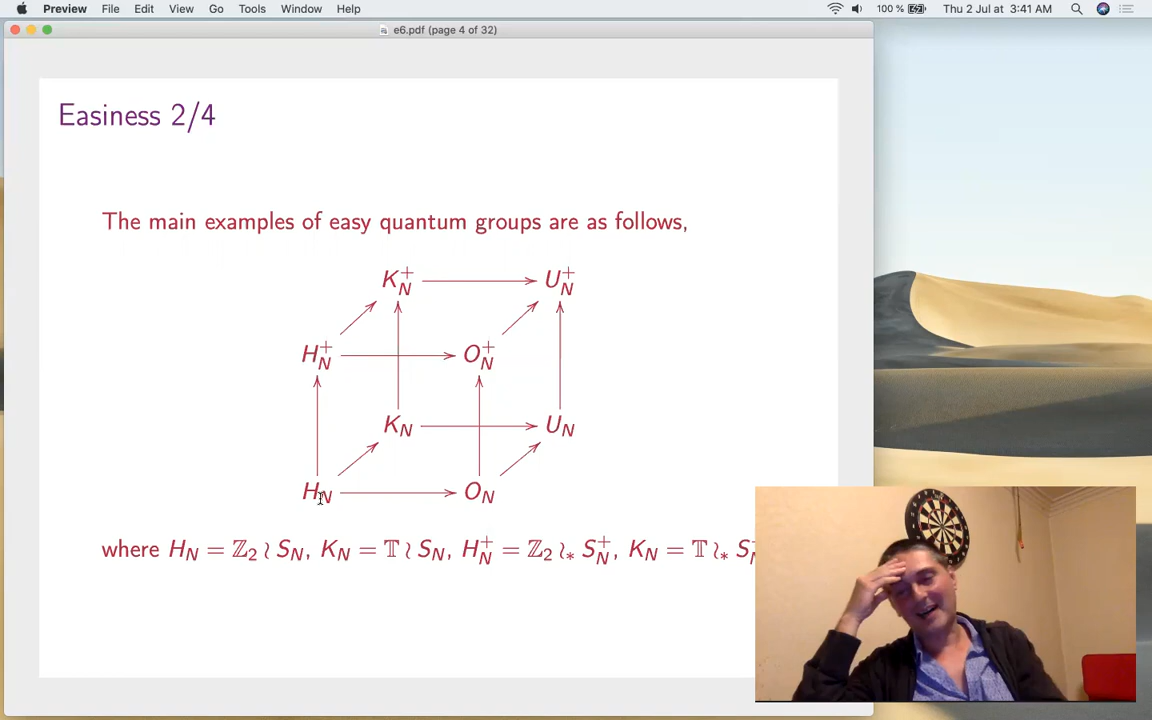 Preview File Edit View Go Tools Window Help 100 % Thu 2 Jul at 3:41 AM
e6.pdf (page 4 of 32)
Easiness 2/4
The main examples of easy quantum groups are as follows,
K_N^+ U_N^+
H_N^+ O_N^+
K_N U_N
H_N O_N
where H_N = ℤ_2 ≀ S_N, K_N = 𝕋 ≀ S_N, H_N^+ = ℤ_2 ≀_* S_N^+, K_N = 𝕋 ≀_*